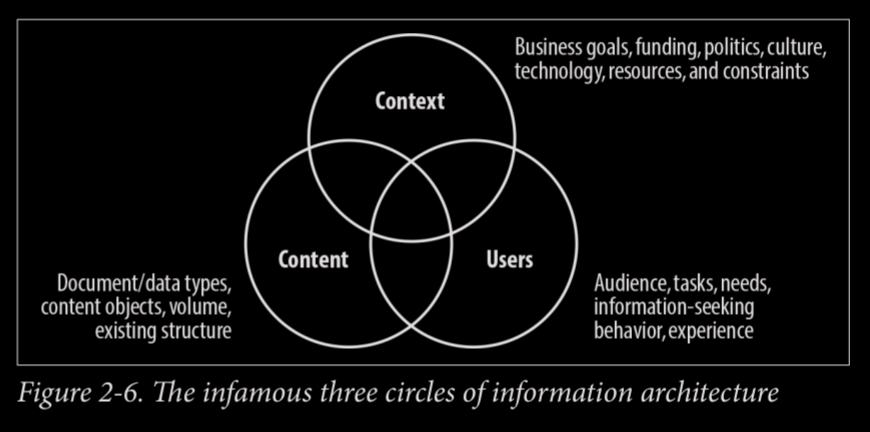 Business goals, funding, politics, culture,
technology, resources, and constraints
Context
Content
Users
Document/data types,
content objects, volume,
existing structure
Audience, tasks, needs,
information-seeking
behavior, experience
Figure 2-6. The infamous three circles of information architecture